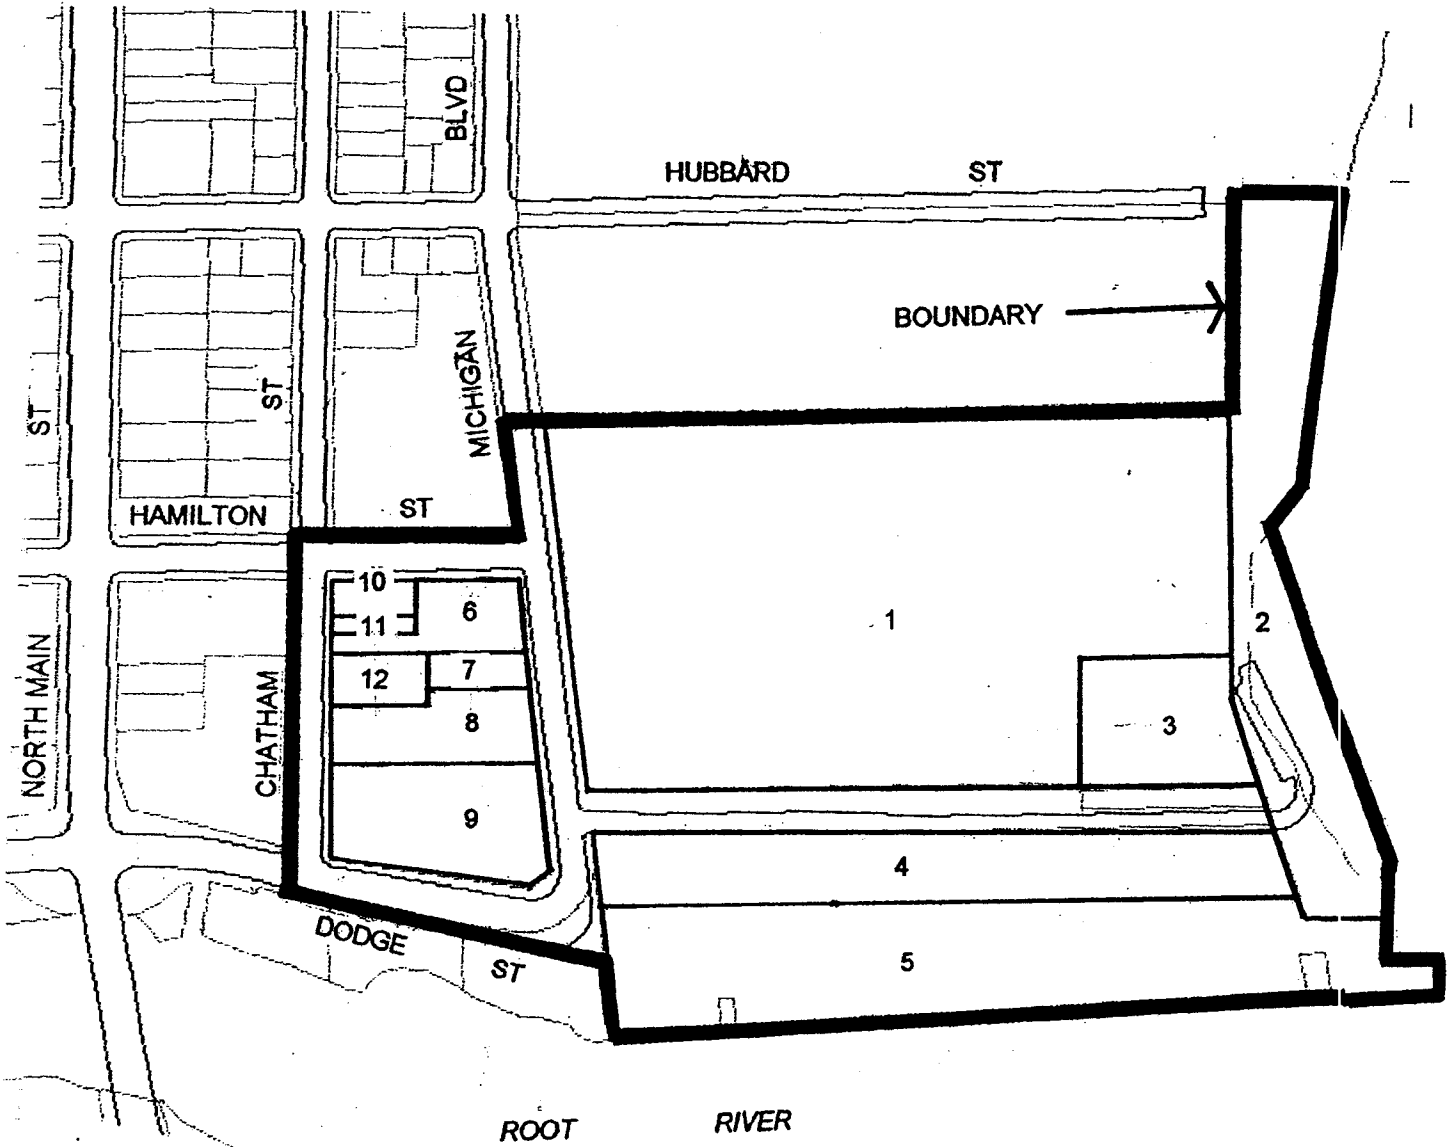 BLVD
HUBBARD ST
BOUNDARY
MICHIGAN
ST
ST
HAMILTON ST
10
11
6
12
7
8
9
1
2
3
4
5
NORTH MAIN
CHATHAM
DODGE ST
ROOT RIVER